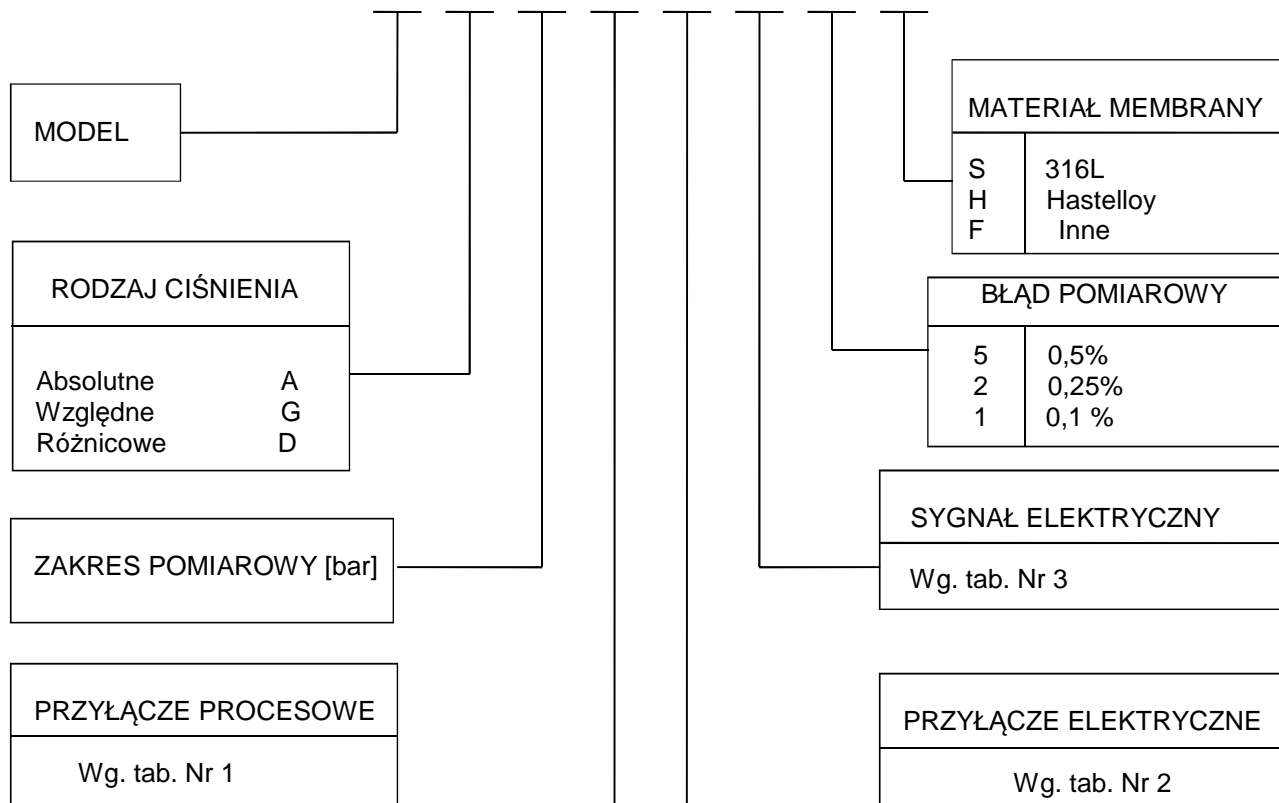 MODEL
RODZAJ CIŚNIENIA
Absolutne A
Względne G
Różnicowe D
ZAKRES POMIAROWY [bar]
PRZYŁĄCZE PROCESOWE
Wg. tab. Nr 1
MATERIAŁ MEMBRANY
S 316L
H Hastelloy
F Inne
BŁĄD POMIAROWY
5 0,5%
2 0,25%
1 0,1 %
SYGNAŁ ELEKTRYCZNY
Wg. tab. Nr 3
PRZYŁĄCZE ELEKTRYCZNE
Wg. tab. Nr 2